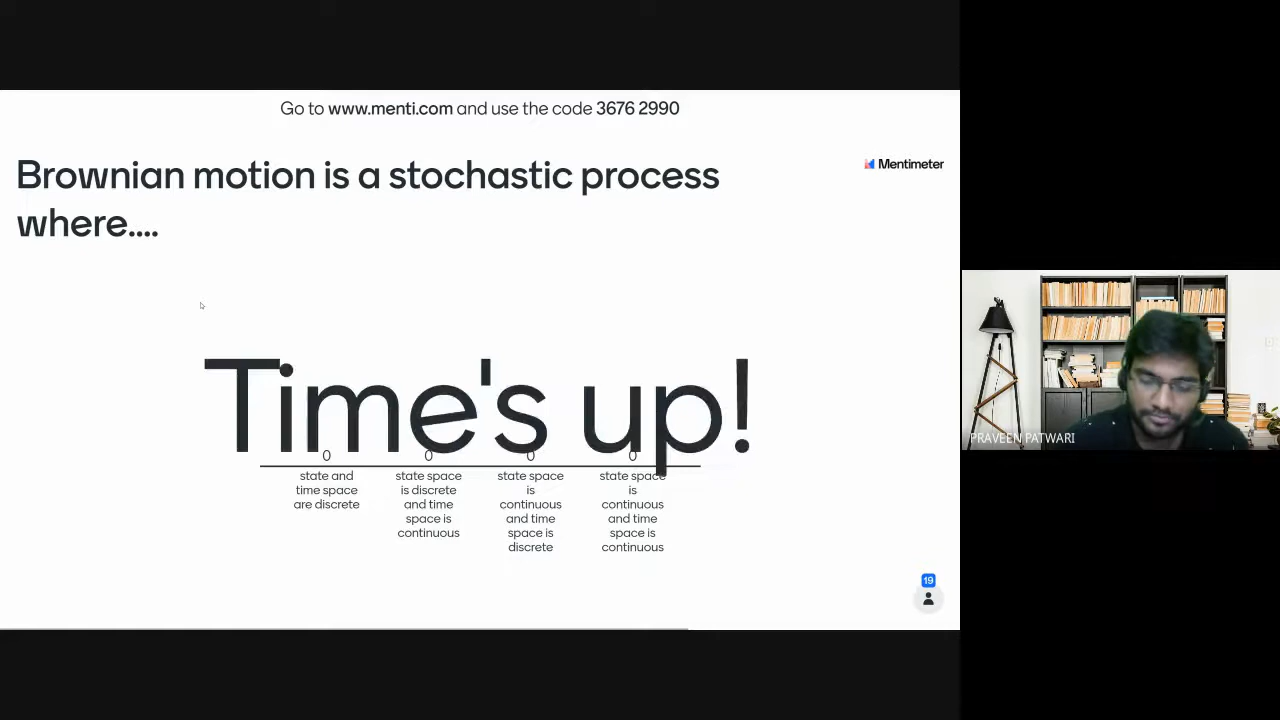 Go to www.menti.com and use the code 3676 2990
Mentimeter
Brownian motion is a stochastic process
where....
Time's up!
0
0
0
0
state and
time space
are discrete
state space
is discrete
and time
space is
continuous
state space
is
continuous
and time
space is
discrete
state space
is
continuous
and time
space is
continuous
19
PRAVEEN PATWARI